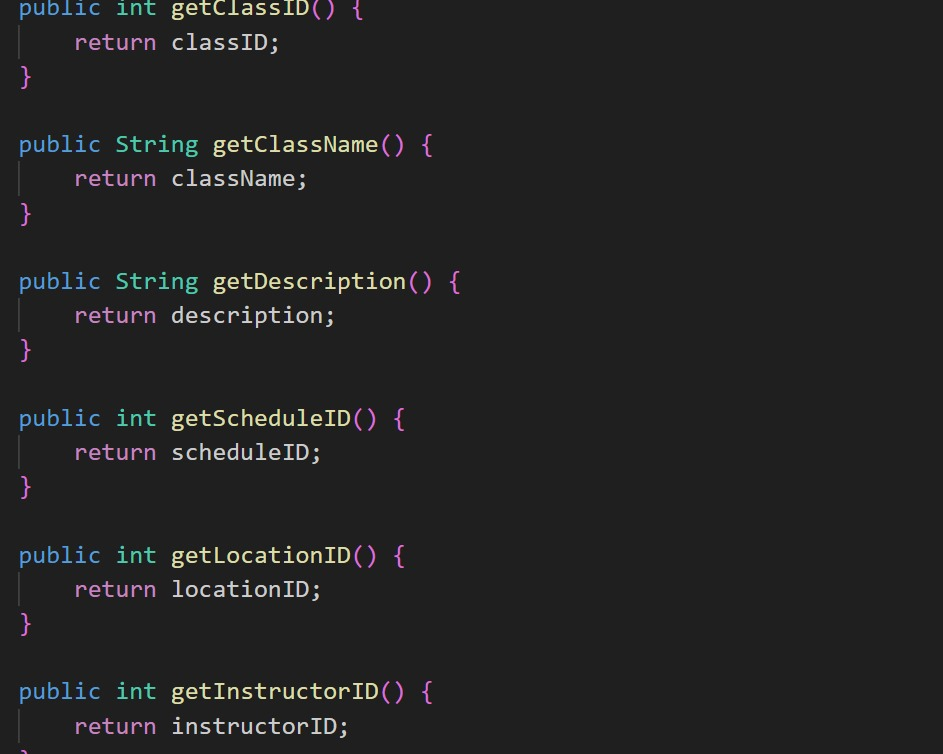 public int getClassID() {
    return classID;
}

public String getClassName() {
    return className;
}

public String getDescription() {
    return description;
}

public int getScheduleID() {
    return scheduleID;
}

public int getLocationID() {
    return locationID;
}

public int getInstructorID() {
    return instructorID;
}